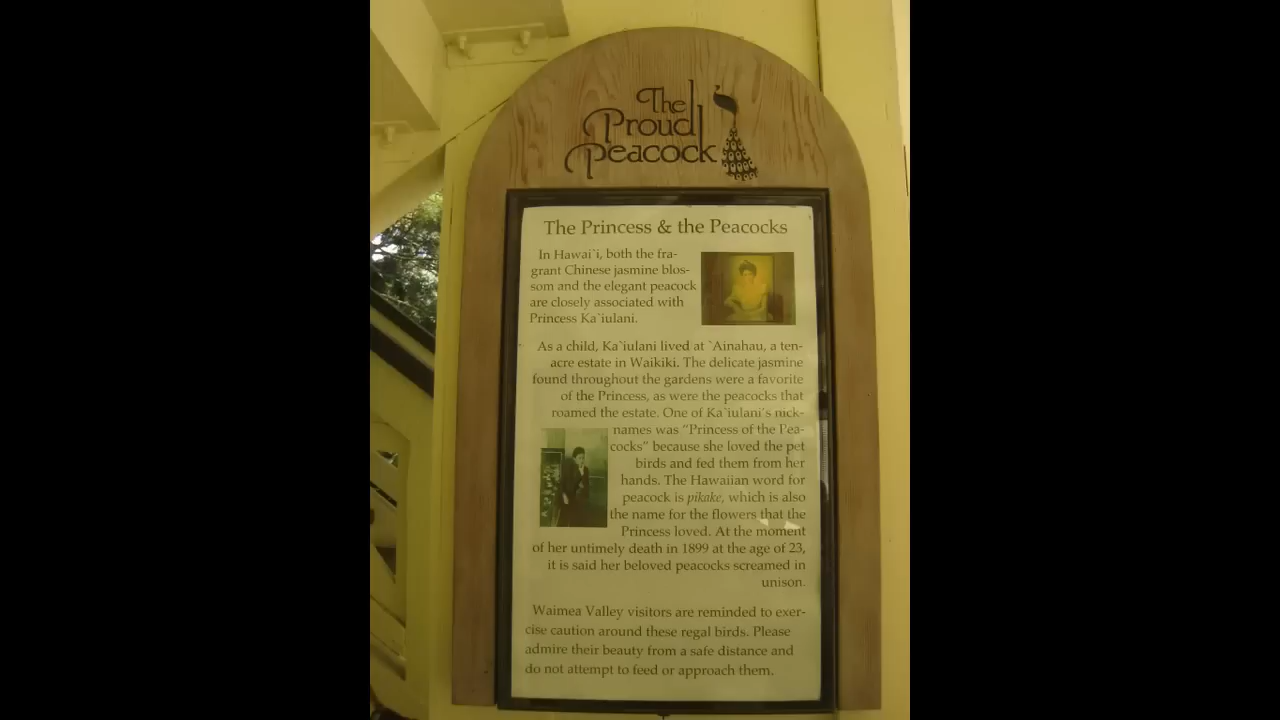 The
Proud
Peacock
The Princess & the Peacocks
In Hawai`i, both the fra-
grant Chinese jasmine blos-
som and the elegant peacock
are closely associated with
Princess Ka`iulani.
As a child, Ka`iulani lived at `Ainahau, a ten-
acre estate in Waikiki. The delicate jasmine
found throughout the gardens were a favorite
of the Princess, as were the peacocks that
roamed the estate. One of Ka`iulani's nick-
names was "Princess of the Pea-
cocks" because she loved the pet
birds and fed them from her
hands. The Hawaiian word for
peacock is pikake, which is also
the name for the flowers that the
Princess loved. At the moment
of her untimely death in 1899 at the age of 23,
it is said her beloved peacocks screamed in
unison.
Waimea Valley visitors are reminded to exer-
cise caution around these regal birds. Please
admire their beauty from a safe distance and
do not attempt to feed or approach them.